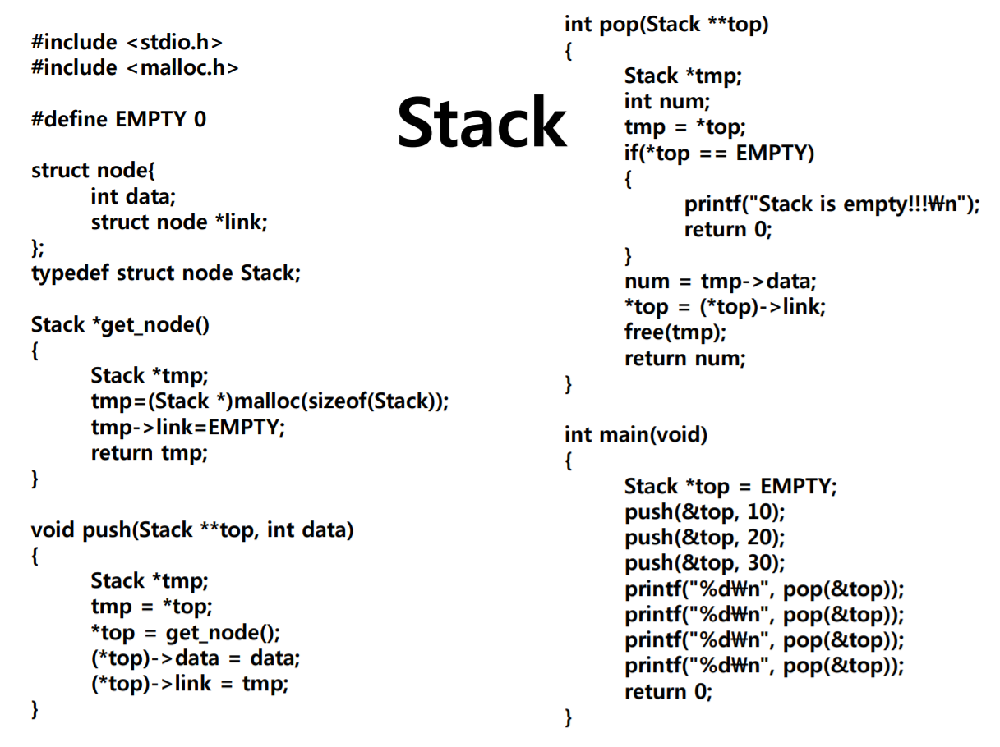 #include <stdio.h>
#include <malloc.h>
#define EMPTY 0
struct node{
int data;
struct node *link;
};
typedef struct node Stack;
Stack *get_node()
{
Stack *tmp;
tmp=(Stack *)malloc(sizeof(Stack));
tmp->link=EMPTY;
return tmp;
}
void push(Stack **top, int data)
{
Stack *tmp;
tmp = *top;
*top = get_node();
(*top)->data = data;
(*top)->link = tmp;
}
Stack
int pop(Stack **top)
{
Stack *tmp;
int num;
tmp = *top;
if(*top == EMPTY)
{
printf("Stack is empty!!!₩n");
return 0;
}
num = tmp->data;
*top = (*top)->link;
free(tmp);
return num;
}
int main(void)
{
Stack *top = EMPTY;
push(&top, 10);
push(&top, 20);
push(&top, 30);
printf("%d₩n", pop(&top));
printf("%d₩n", pop(&top));
printf("%d₩n", pop(&top));
printf("%d₩n", pop(&top));
return 0;
}